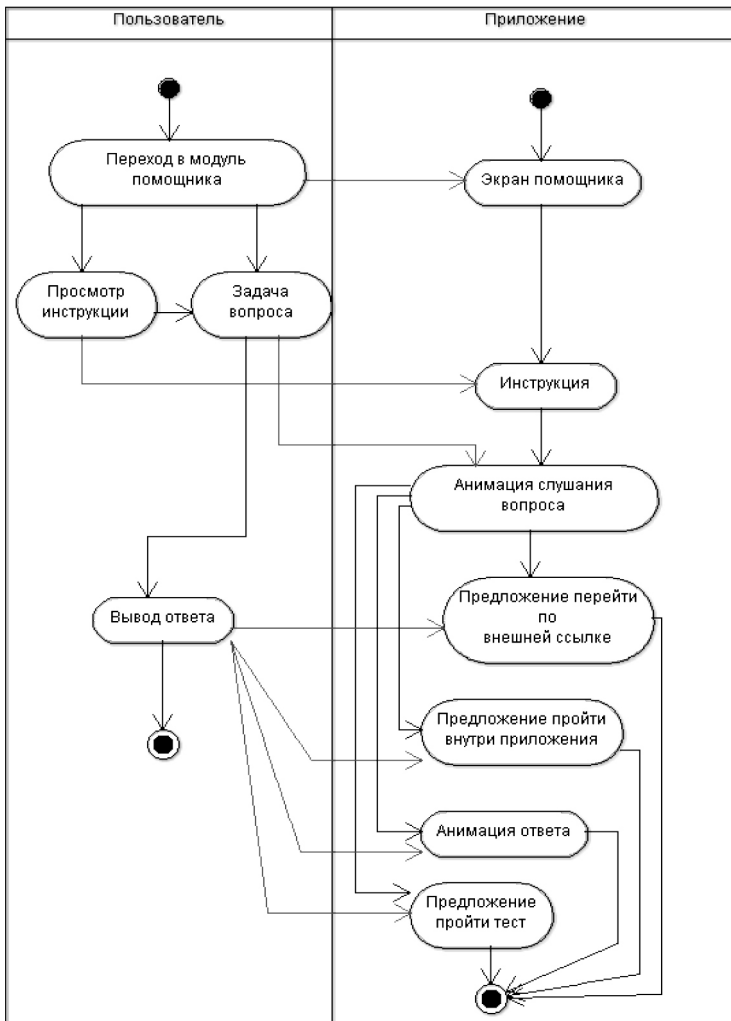 Пользователь
Приложение
Переход в модуль
помощника
Экран помощника
Просмотр
инструкции
Задача
вопроса
Инструкция
Анимация слушания
вопроса
Вывод ответа
Предложение перейти
по
внешней ссылке
Предложение пройти
внутри приложения
Анимация ответа
Предложение
пройти тест